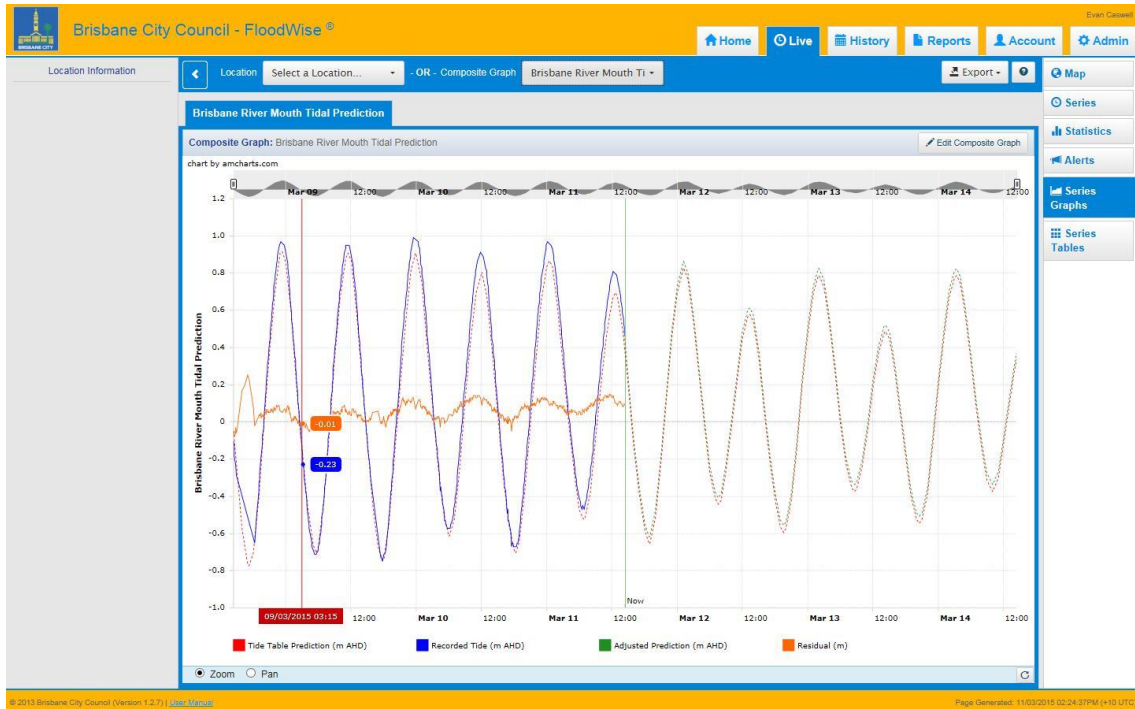 Evan Caswell
BRISBANE CITY
Brisbane City Council - FloodWise ®
Home
Live
History
Reports
Account
Admin
Location Information
Location
Select a Location...
- OR - Composite Graph
Brisbane River Mouth Ti
Export
?
Map
Series
Statistics
Alerts
Series
Graphs
Series
Tables
Brisbane River Mouth Tidal Prediction
Composite Graph: Brisbane River Mouth Tidal Prediction
Edit Composite Graph
chart by amcharts.com
Mar 09 12:00 Mar 10 12:00 Mar 11 12:00 Mar 12 12:00 Mar 13 12:00 Mar 14 12:00
Brisbane River Mouth Tidal Prediction
1.2
1.0
0.8
0.6
0.4
0.2
0
-0.2
-0.4
-0.6
-0.8
-1.0
-0.01
-0.23
Now
09/03/2015 03:15 12:00 Mar 10 12:00 Mar 11 12:00 Mar 12 12:00 Mar 13 12:00 Mar 14 12:00
Tide Table Prediction (m AHD)
Recorded Tide (m AHD)
Adjusted Prediction (m AHD)
Residual (m)
Zoom
Pan
© 2013 Brisbane City Council (Version 1.2.7) | User Manual
Page Generated: 11/03/2015 02:24:37PM (+10 UTC